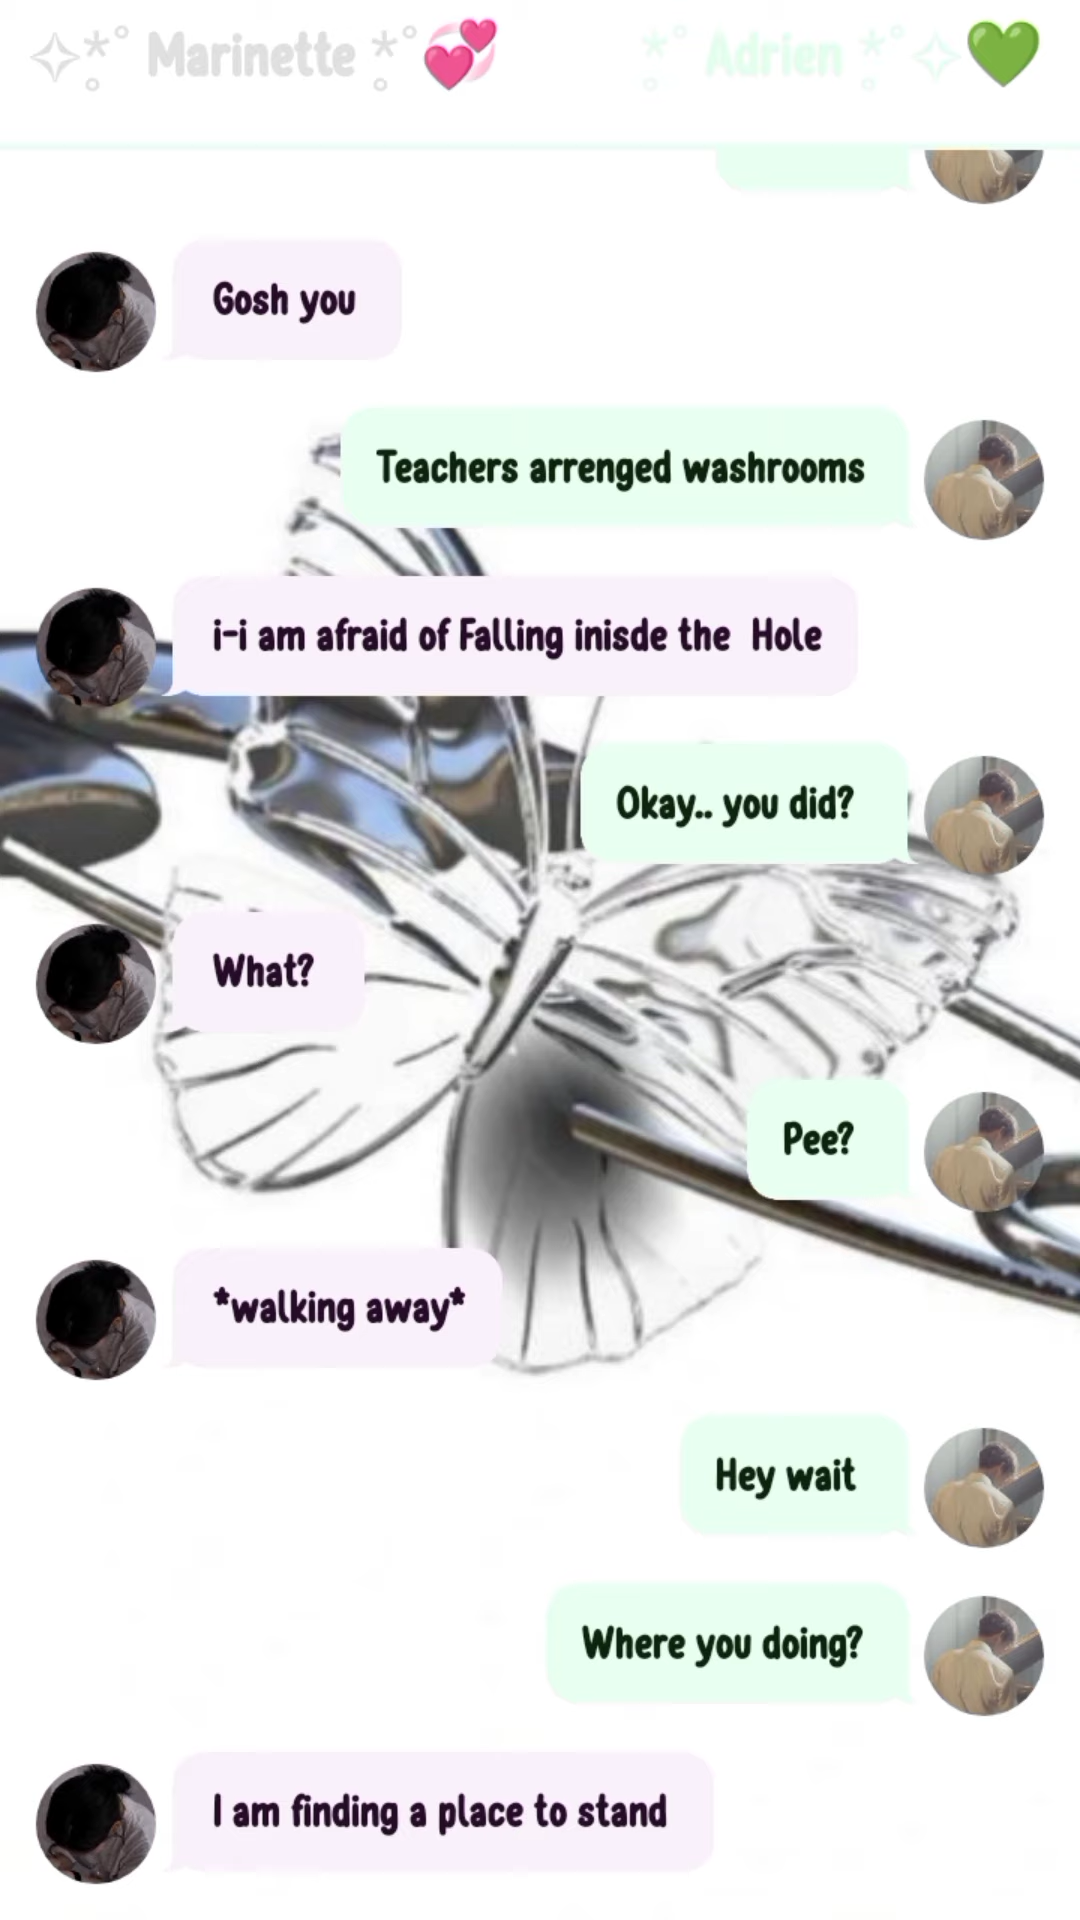 Marinette Adrien
Gosh you
Teachers arrenged washrooms
i-i am afraid of Falling inisde the Hole
Okay.. you did?
What?
Pee?
*walking away*
Hey wait
Where you doing?
I am finding a place to stand